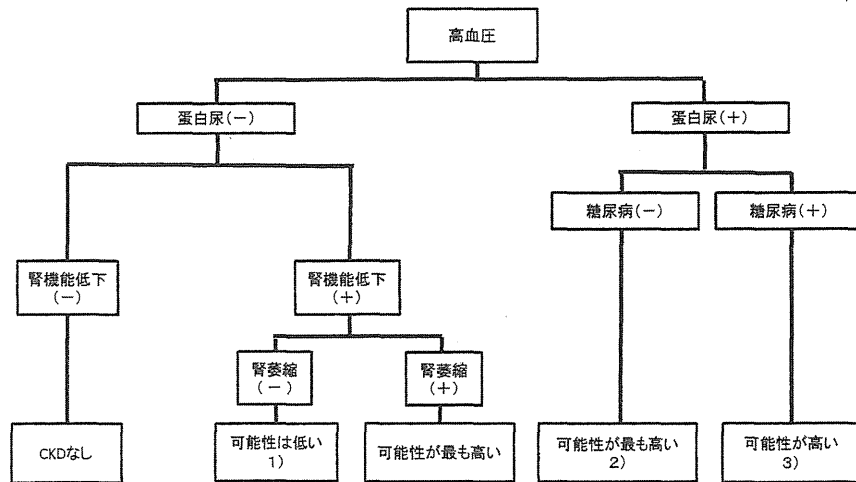 高血圧
蛋白尿(－)
蛋白尿(＋)
糖尿病(－)
糖尿病(＋)
腎機能低下
(－)
腎機能低下
(＋)
腎萎縮
(－)
腎萎縮
(＋)
CKDなし
可能性は低い
1)
可能性が最も高い
可能性が最も高い
2)
可能性が高い
3)